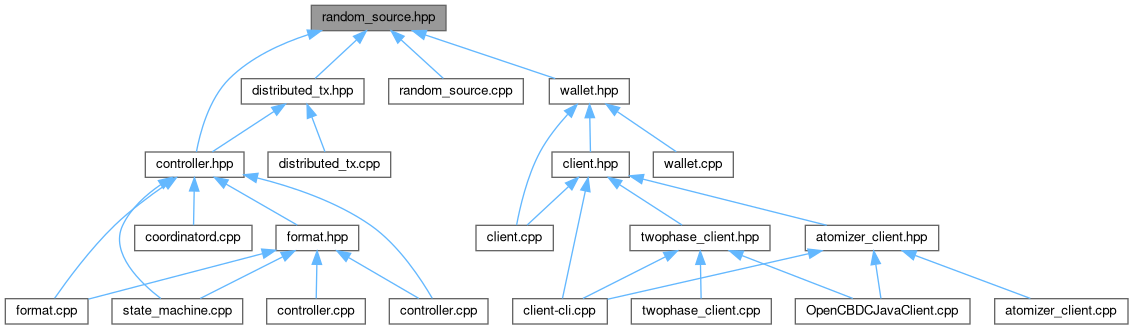 random_source.hpp
distributed_tx.hpp
random_source.cpp
wallet.hpp
controller.hpp
distributed_tx.cpp
client.hpp
wallet.cpp
coordinatord.cpp
format.hpp
client.cpp
twophase_client.hpp
atomizer_client.hpp
format.cpp
state_machine.cpp
controller.cpp
controller.cpp
client-cli.cpp
twophase_client.cpp
OpenCBDCJavaClient.cpp
atomizer_client.cpp